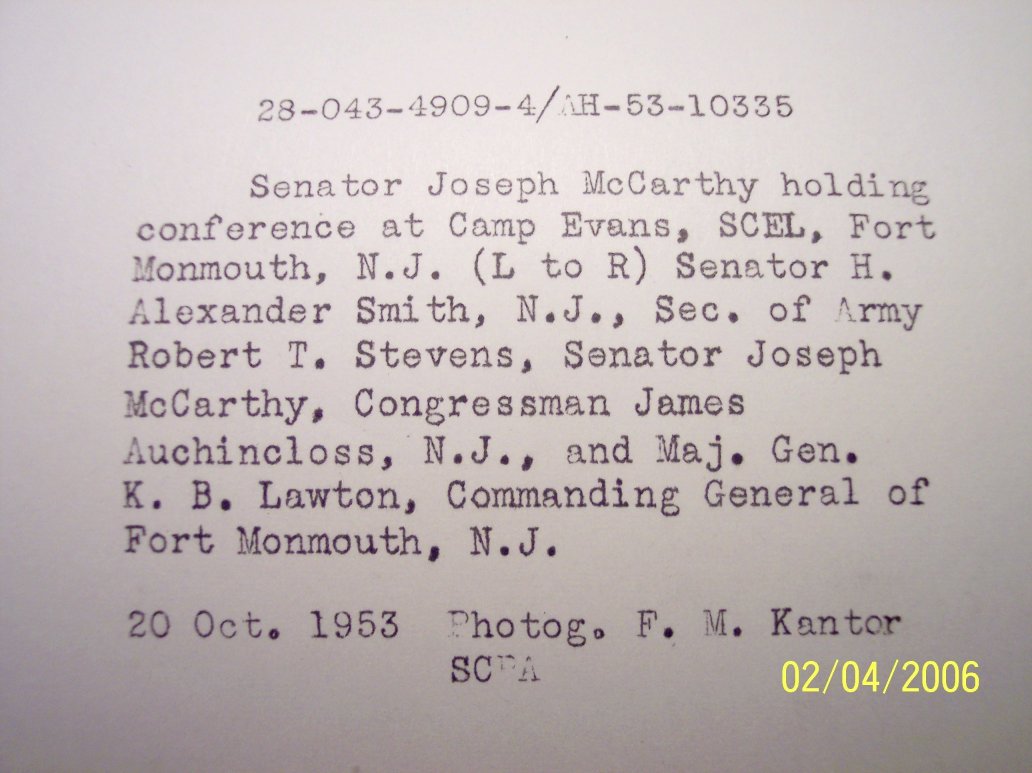 28-043-4909-4/AH-53-10335
Senator Joseph McCarthy holding
conference at Camp Evans, SCEL, Fort
Monmouth, N.J. (L to R) Senator H.
Alexander Smith, N.J., Sec. of Army
Robert T. Stevens, Senator Joseph
McCarthy, Congressman James
Auchincloss, N.J., and Maj. Gen.
K. B. Lawton, Commanding General of
Fort Monmouth, N.J.
20 Oct. 1953 Photog. F. M. Kantor
SCPA
02/04/2006